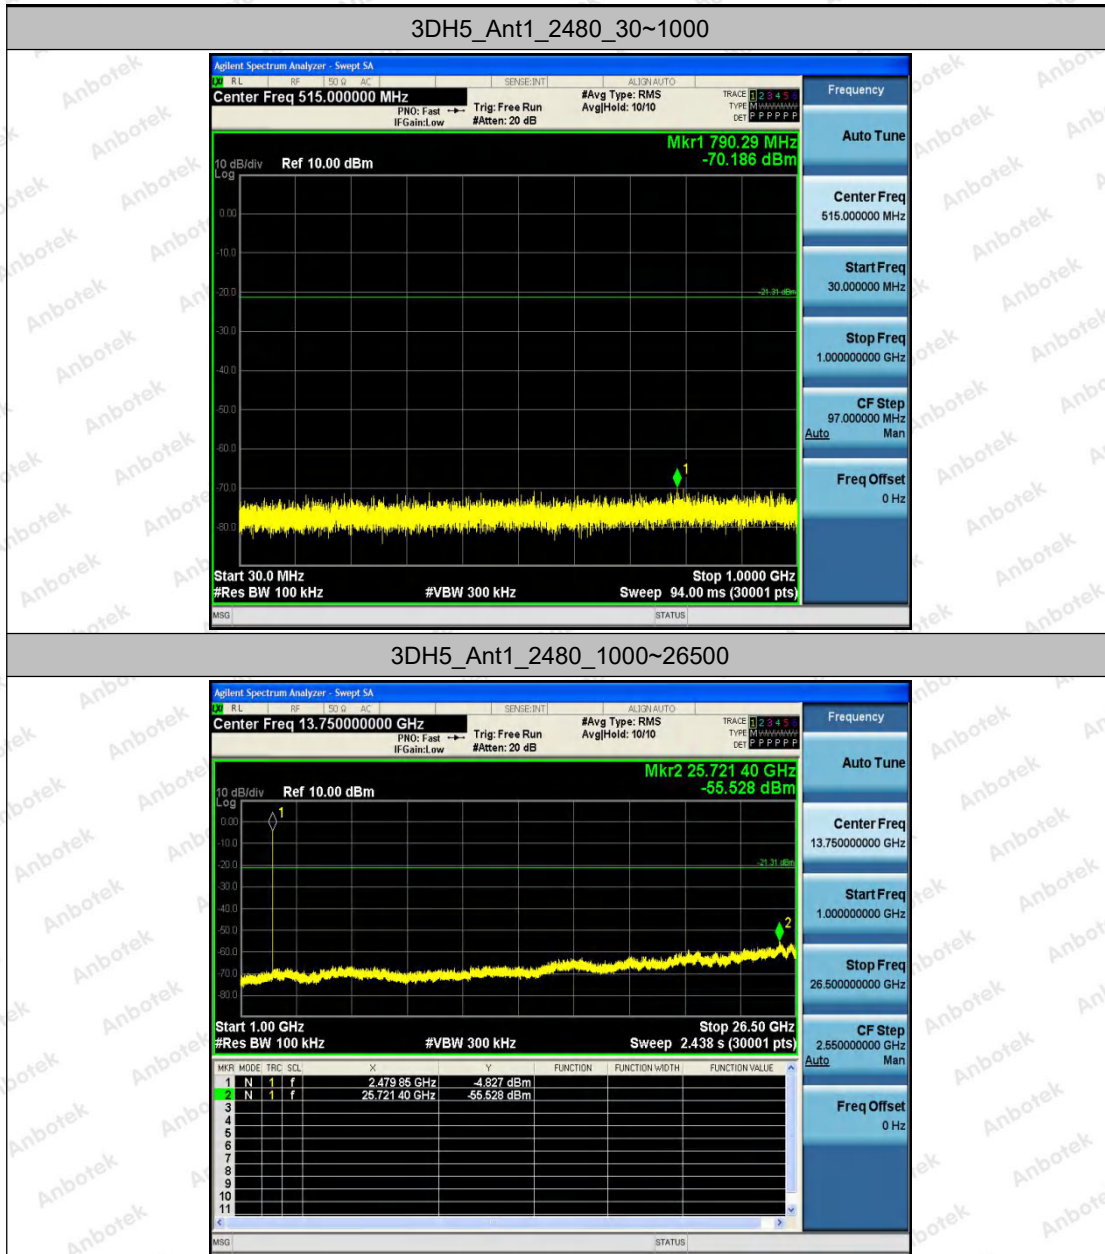 3DH5_Ant1_2480_30~1000
Agilent Spectrum Analyzer - Swept SA
RL RF 50 Ω AC SENSE:INT ALIGN AUTO
Center Freq 515.000000 MHz
PNO: Fast
IFGain:Low
Trig: Free Run
#Atten: 20 dB
#Avg Type: RMS
Avg|Hold: 10/10
TRACE 1 2 3 4 5 6
TYPE M
DET P P P P P P
Mkr1 790.29 MHz
-70.186 dBm
10 dB/div Ref 10.00 dBm
Log
0.00
-10.0
-20.0
-21.31 dBm
-30.0
-40.0
-50.0
-60.0
1
-70.0
-80.0
Start 30.0 MHz Stop 1.0000 GHz
#Res BW 100 kHz #VBW 300 kHz Sweep 94.00 ms (30001 pts)
MSG STATUS
Frequency
Auto Tune
Center Freq
515.000000 MHz
Start Freq
30.000000 MHz
Stop Freq
1.000000000 GHz
CF Step
97.000000 MHz
Auto Man
Freq Offset
0 Hz
3DH5_Ant1_2480_1000~26500
Agilent Spectrum Analyzer - Swept SA
RL RF 50 Ω AC SENSE:INT ALIGN AUTO
Center Freq 13.750000000 GHz
PNO: Fast
IFGain:Low
Trig: Free Run
#Atten: 20 dB
#Avg Type: RMS
Avg|Hold: 10/10
TRACE 1 2 3 4 5 6
TYPE M
DET P P P P P P
Mkr2 25.721 40 GHz
-55.528 dBm
10 dB/div Ref 10.00 dBm
Log
1
0.00
-10.0
-20.0
-21.31 dBm
-30.0
-40.0
2
-50.0
-60.0
-70.0
-80.0
Start 1.00 GHz Stop 26.50 GHz
#Res BW 100 kHz #VBW 300 kHz Sweep 2.438 s (30001 pts)
MKR MODE TRC SCL X Y FUNCTION FUNCTION WIDTH FUNCTION VALUE
1 N 1 f 2.479 85 GHz -4.827 dBm
2 N 1 f 25.721 40 GHz -55.528 dBm
3
4
5
6
7
8
9
10
11
MSG STATUS
Frequency
Auto Tune
Center Freq
13.750000000 GHz
Start Freq
1.000000000 GHz
Stop Freq
26.500000000 GHz
CF Step
2.550000000 GHz
Auto Man
Freq Offset
0 Hz
Anbotek